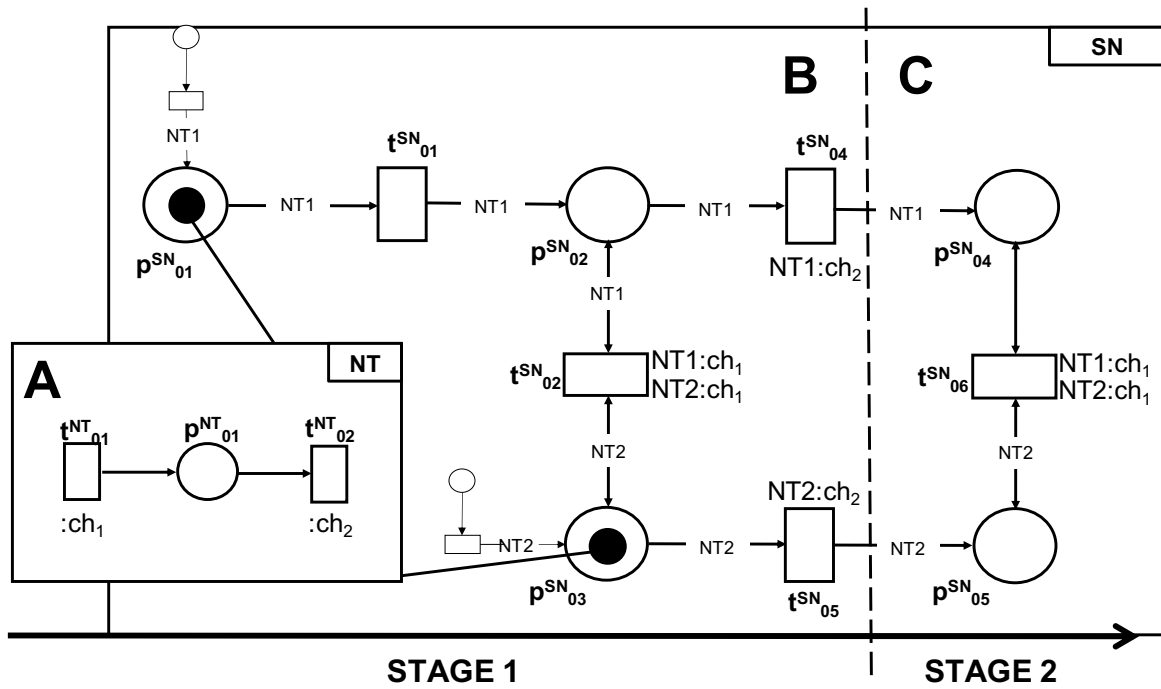 SN
B
C
NT1
t^SN_01
t^SN_04
NT1
NT1
NT1
NT1
p^SN_01
p^SN_02
NT1:ch₂
p^SN_04
NT1
A
NT
t^SN_02
NT1:ch₁
NT2:ch₁
t^SN_06
NT1:ch₁
NT2:ch₁
t^NT_01
p^NT_01
t^NT_02
:ch₁
:ch₂
NT2
NT2
NT2:ch₂
NT2
NT2
NT2
p^SN_03
t^SN_05
p^SN_05
STAGE 1
STAGE 2